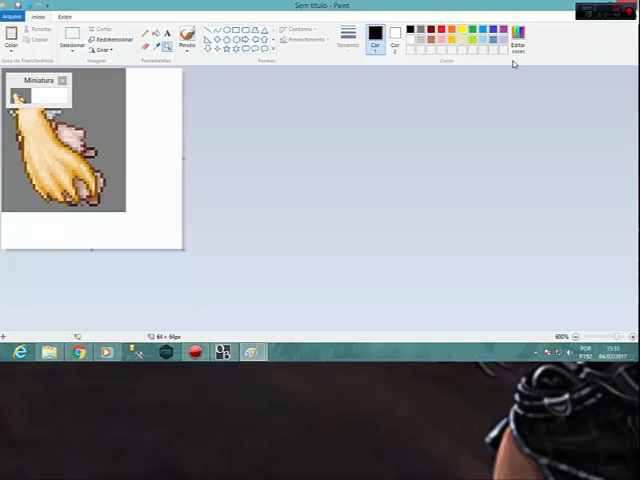 Sem título - Paint
Arquivo Início Exibir
Colar
Recortar
Copiar
Área de Transferência
Selecionar
Cortar
Redimensionar
Girar
Imagem
A
Pincéis
Ferramentas
Contorno
Preenchimento
Formas
Tamanho
Cor 1
Cor 2
Editar cores
Cores
Miniatura
64 × 64px
600%
POR
PTB2
15:33
04/07/2017